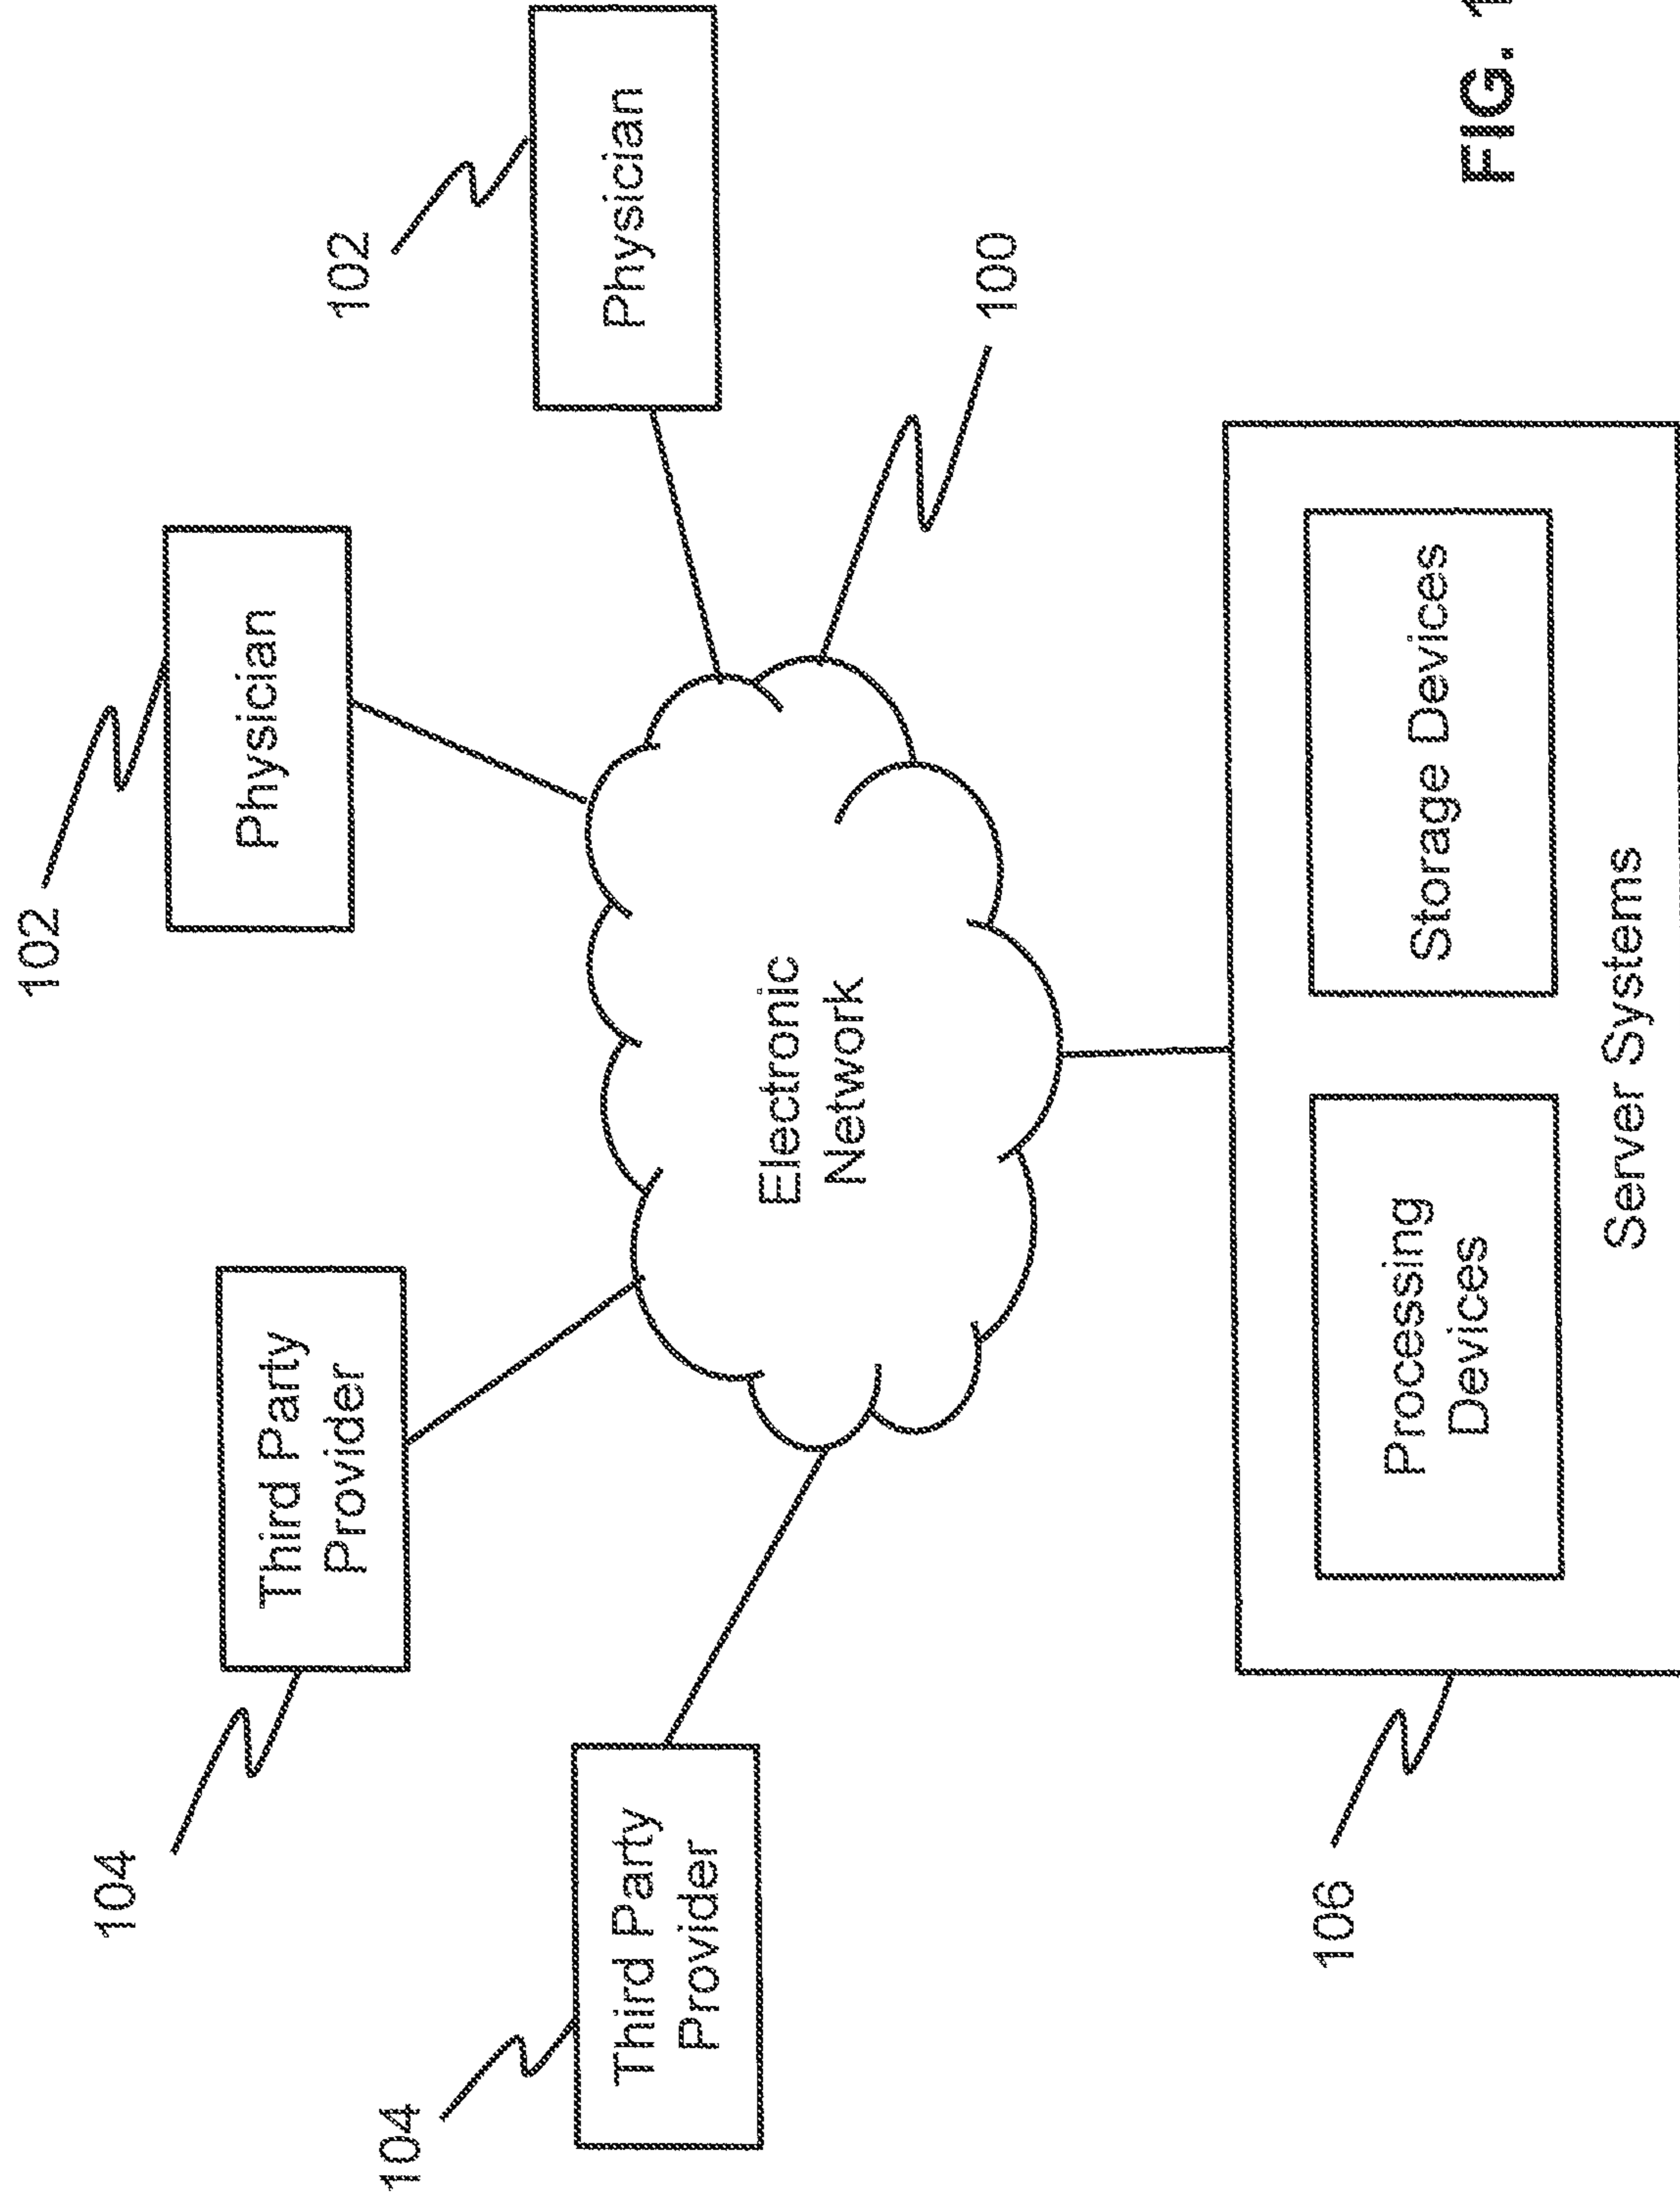 102
104
Third Party
Provider
Physician
102
104
Third Party
Provider
Physician
Electronic
Network
100
106
Processing
Devices
Storage Devices
Server Systems
FIG. 1